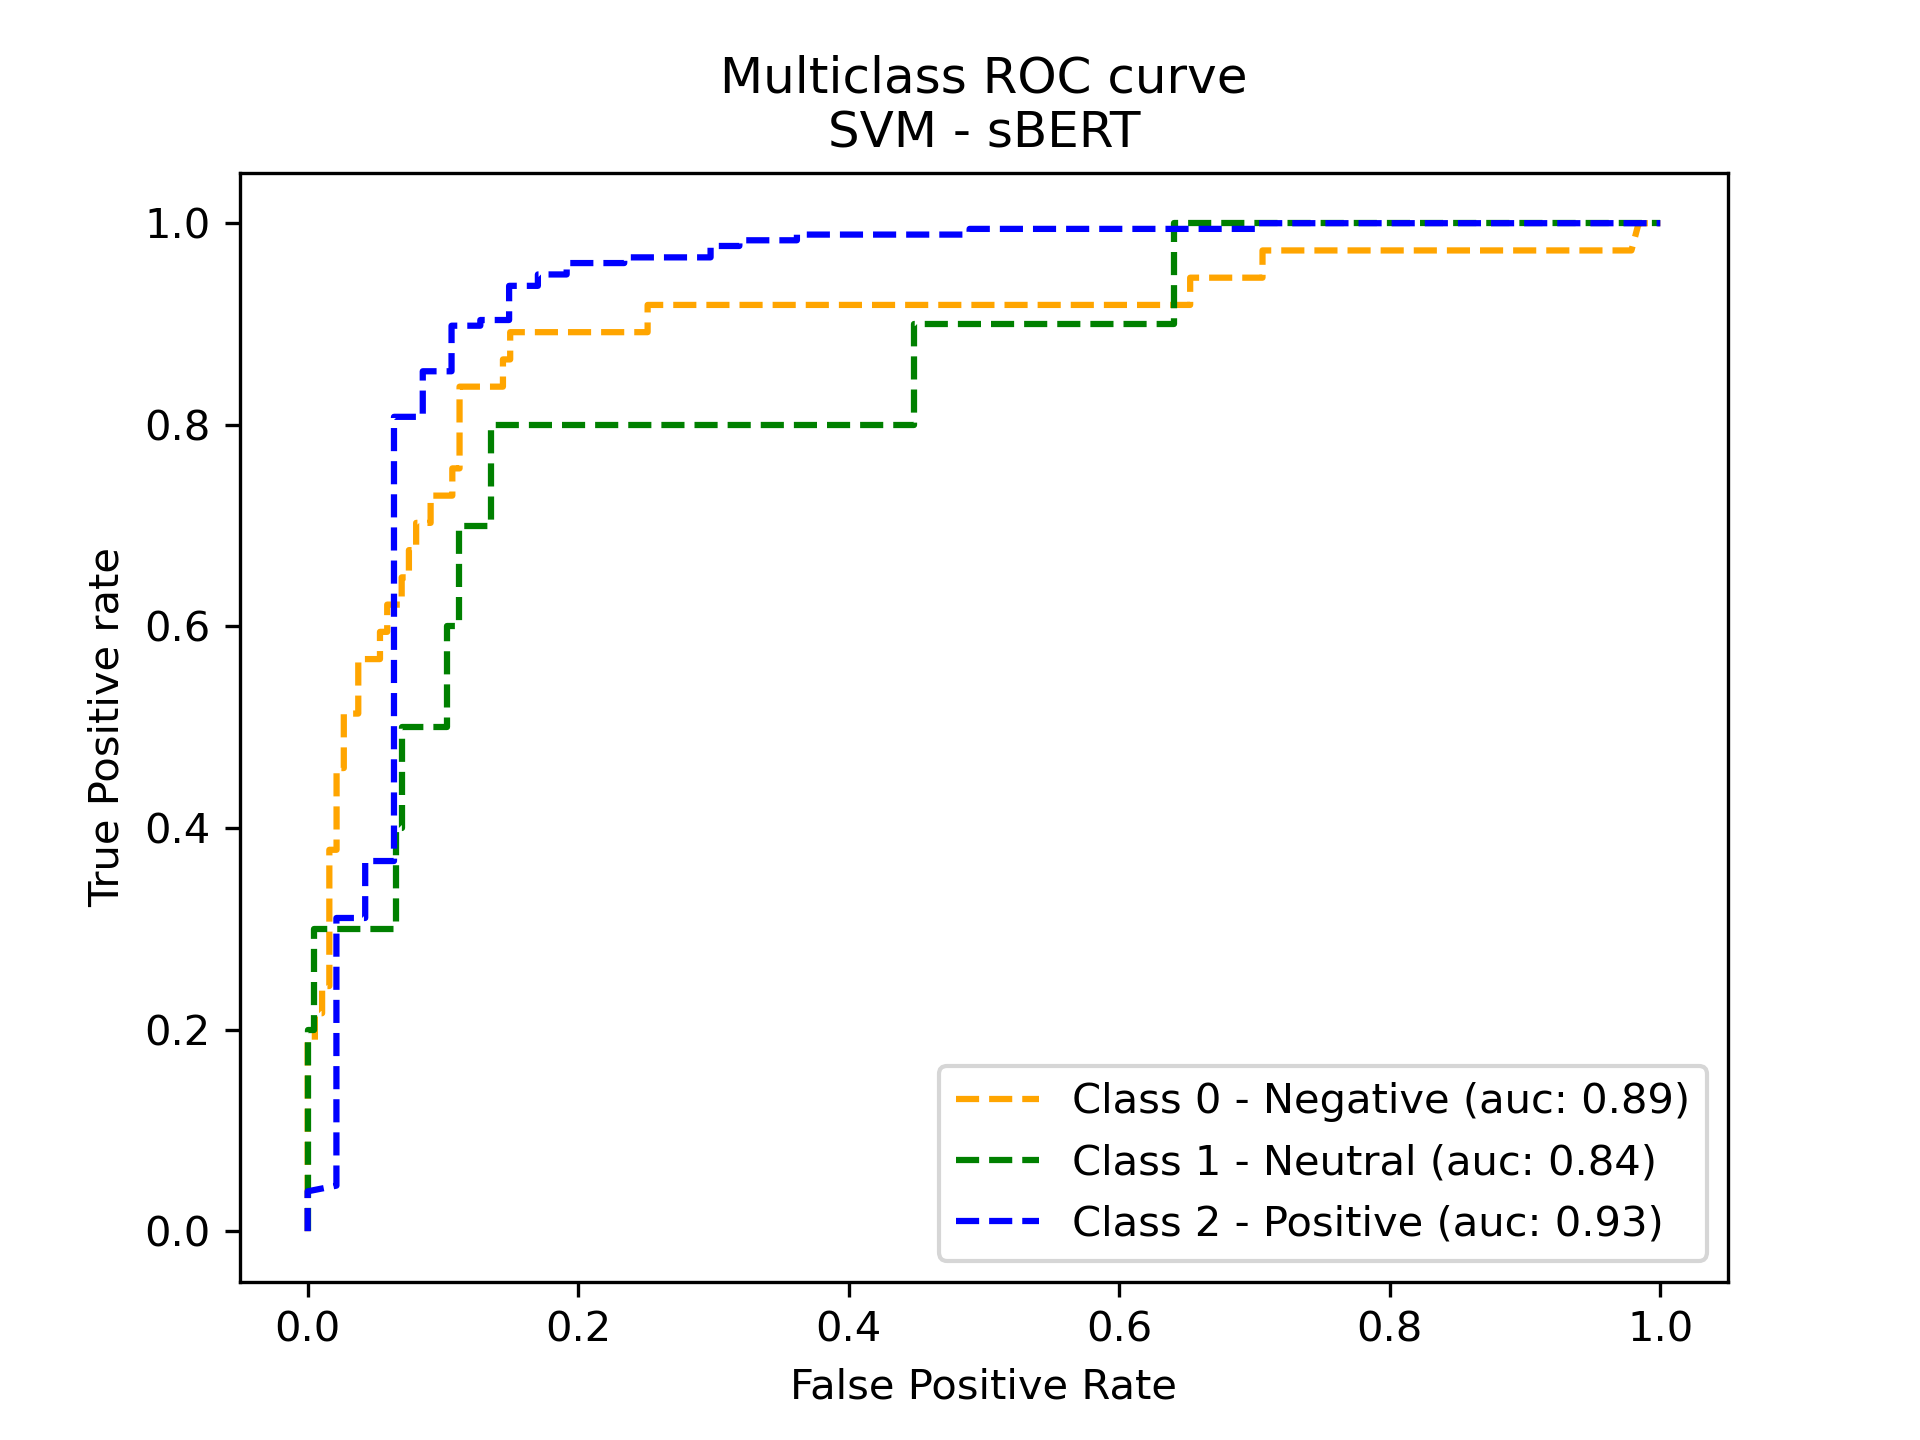 Multiclass ROC curve
SVM - sBERT
True Positive rate
1.0
0.8
0.6
0.4
0.2
0.0
Class 0 - Negative (auc: 0.89)
Class 1 - Neutral (auc: 0.84)
Class 2 - Positive (auc: 0.93)
0.0 0.2 0.4 0.6 0.8 1.0
False Positive Rate